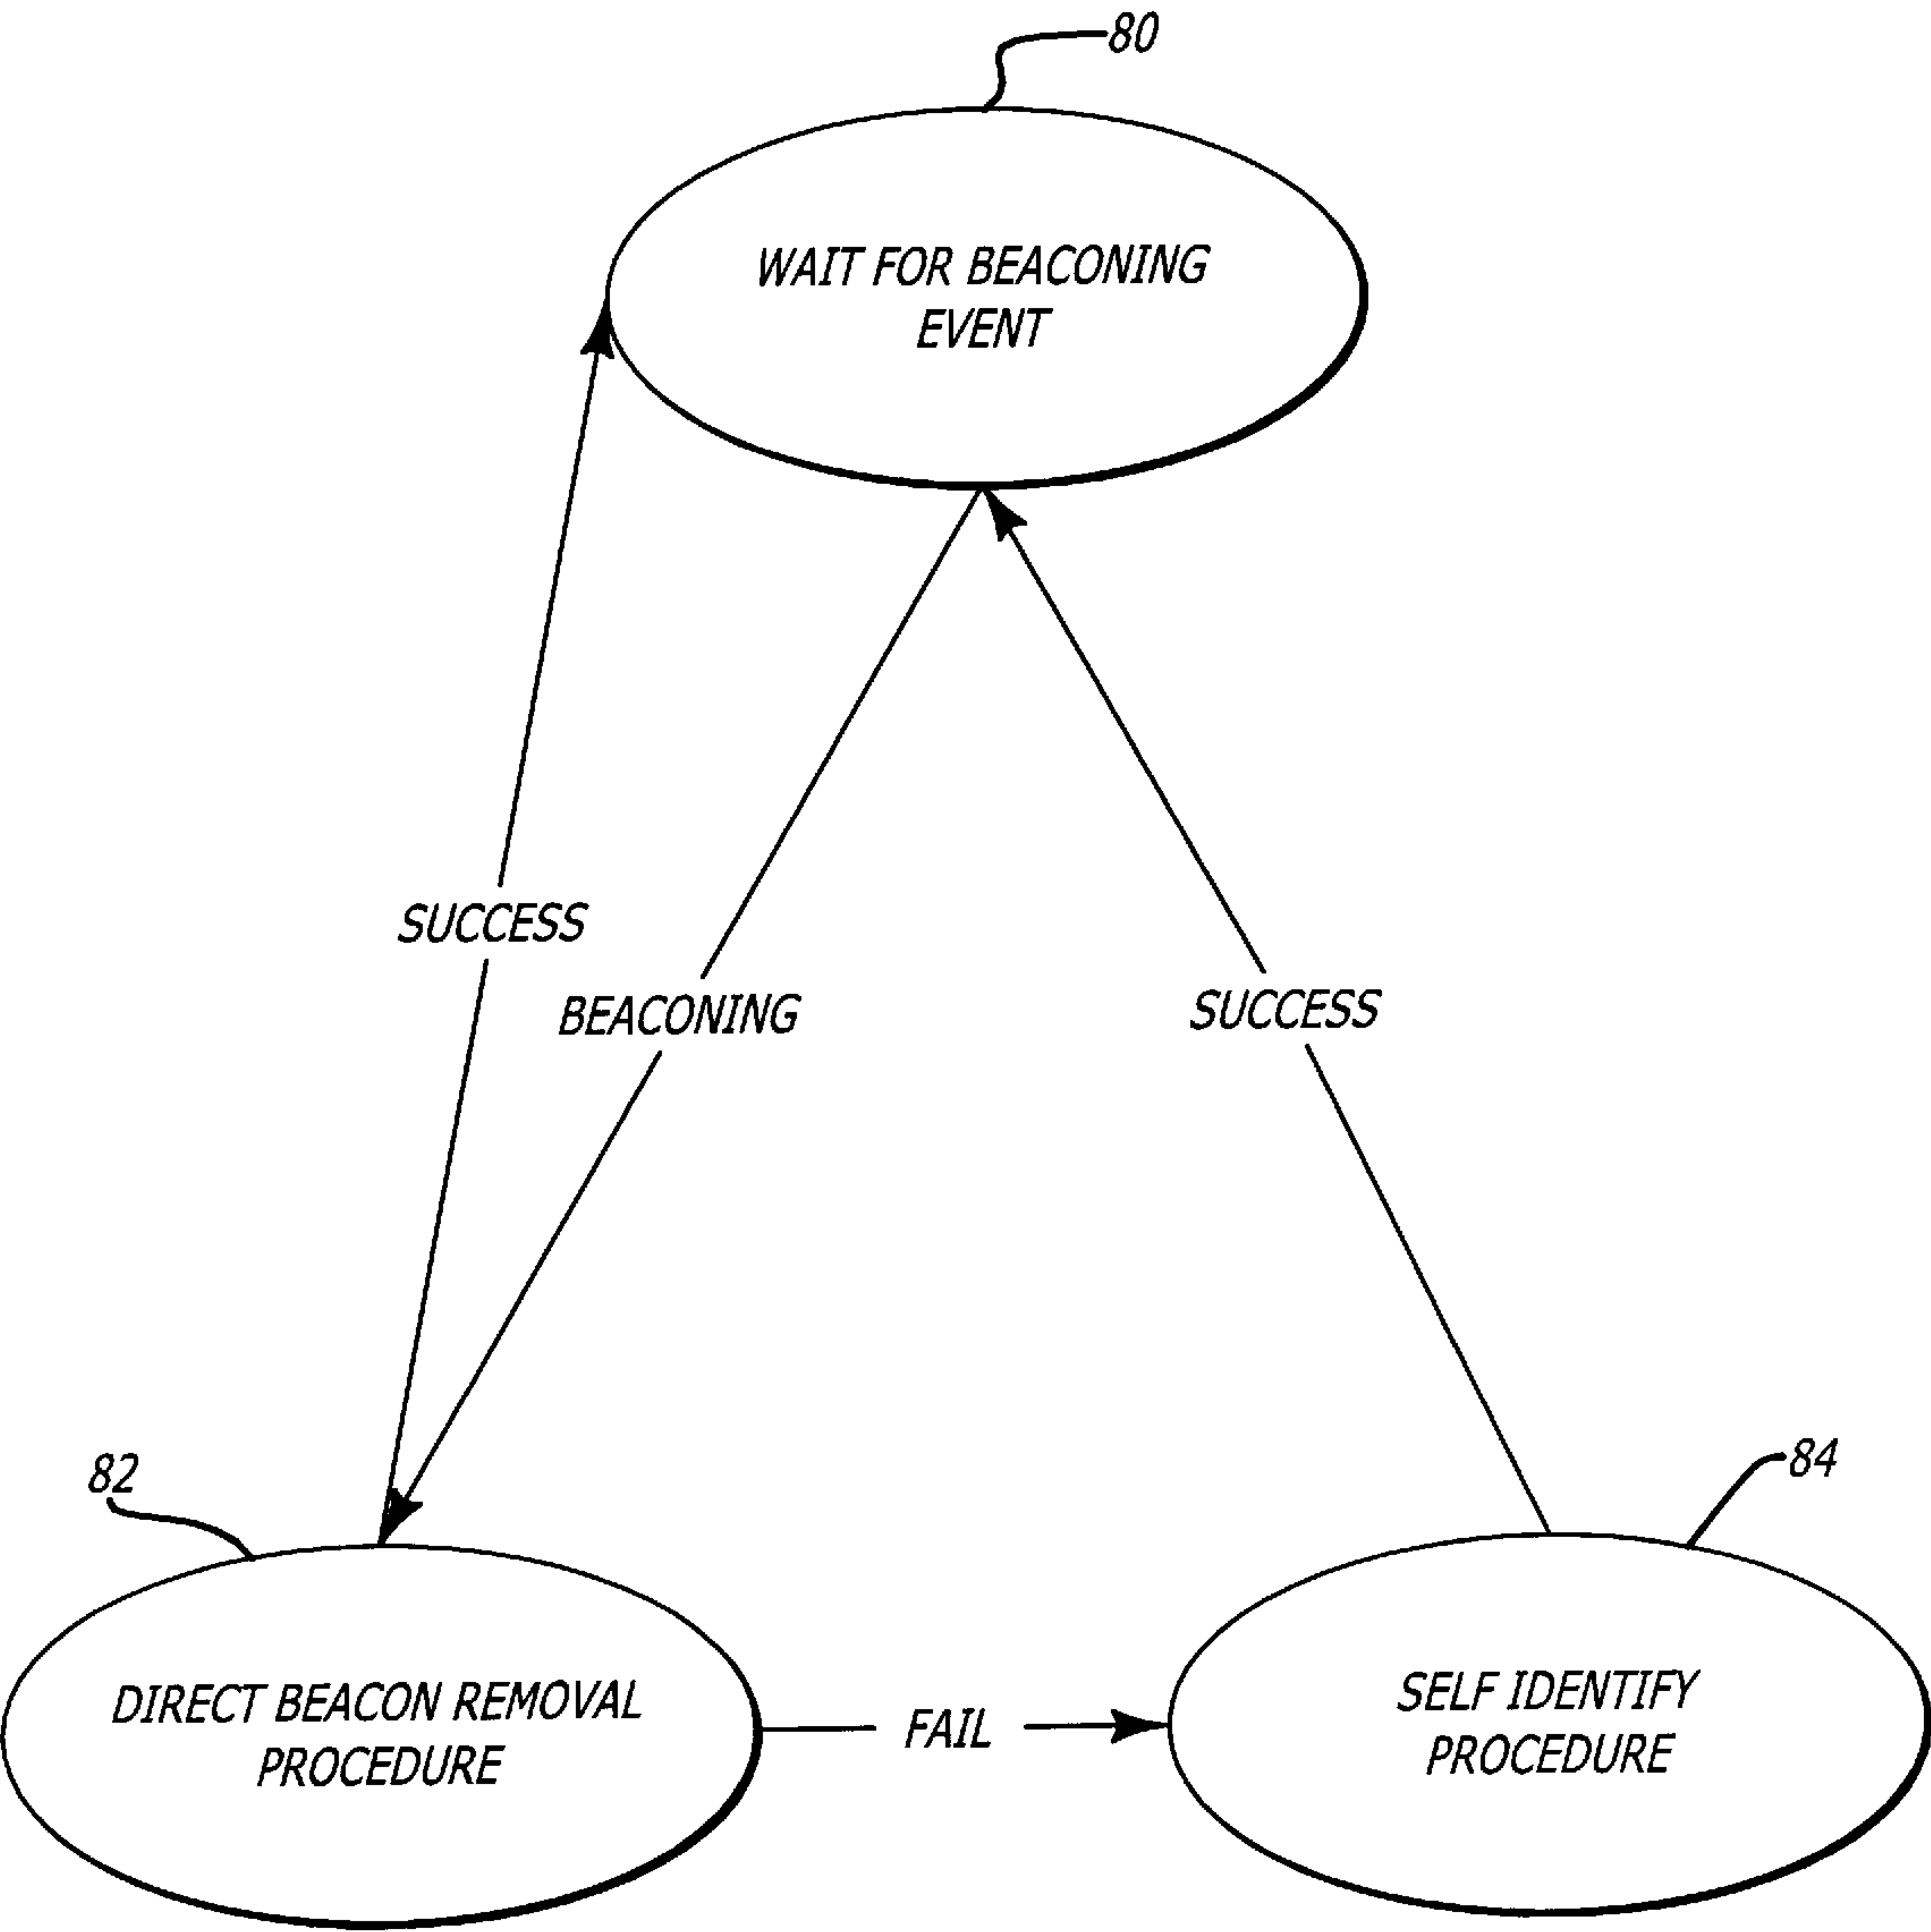 80
WAIT FOR BEACONING
EVENT
SUCCESS
BEACONING
SUCCESS
82
84
DIRECT BEACON REMOVAL
PROCEDURE
FAIL
SELF IDENTIFY
PROCEDURE